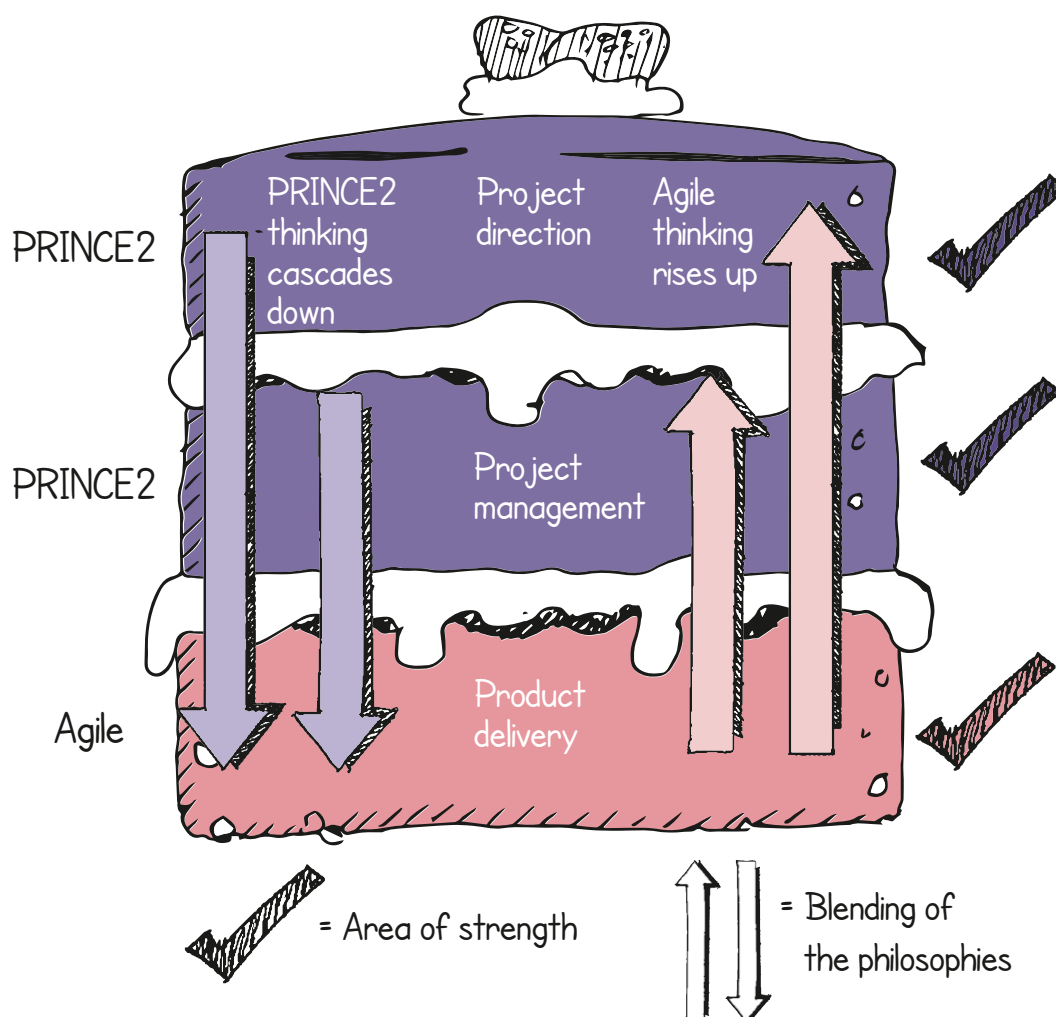 PRINCE2
PRINCE2
thinking
cascades
down
Project
direction
Agile
thinking
rises up
PRINCE2
Project
management
Agile
Product
delivery
= Area of strength
= Blending of
the philosophies